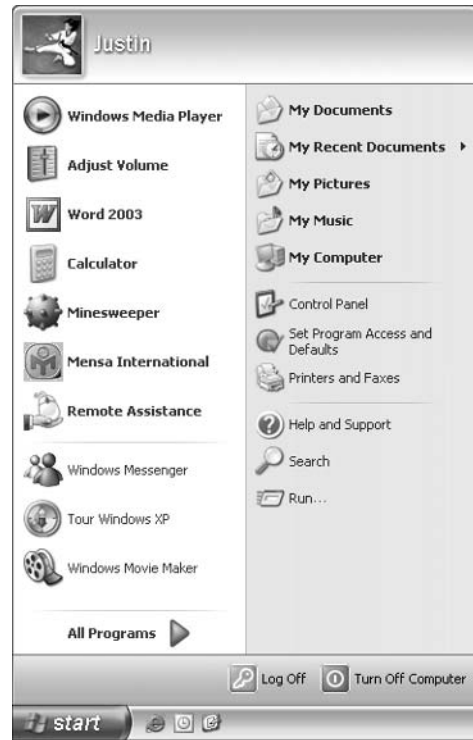 Justin
Windows Media Player
Adjust Volume
W
Word 2003
Calculator
Minesweeper
Mensa International
Remote Assistance
Windows Messenger
Tour Windows XP
Windows Movie Maker
All Programs
My Documents
My Recent Documents
My Pictures
My Music
My Computer
Control Panel
Set Program Access and
Defaults
Printers and Faxes
Help and Support
Search
Run...
Log Off
Turn Off Computer
start